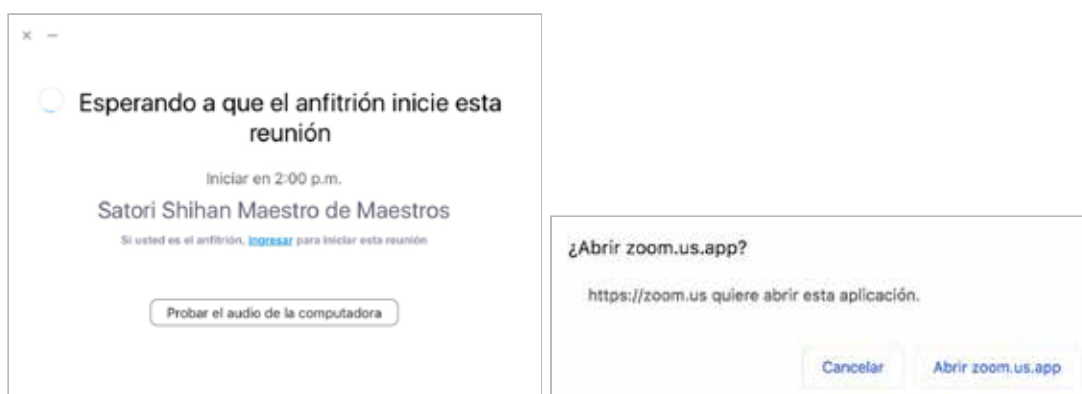 Esperando a que el anfitrión inicie esta
reunión
Iniciar en 2:00 p.m.
Satori Shihan Maestro de Maestros
Si usted es el anfitrión, ingresar para iniciar esta reunión
Probar el audio de la computadora
¿Abrir zoom.us.app?
https://zoom.us quiere abrir esta aplicación.
Cancelar Abrir zoom.us.app